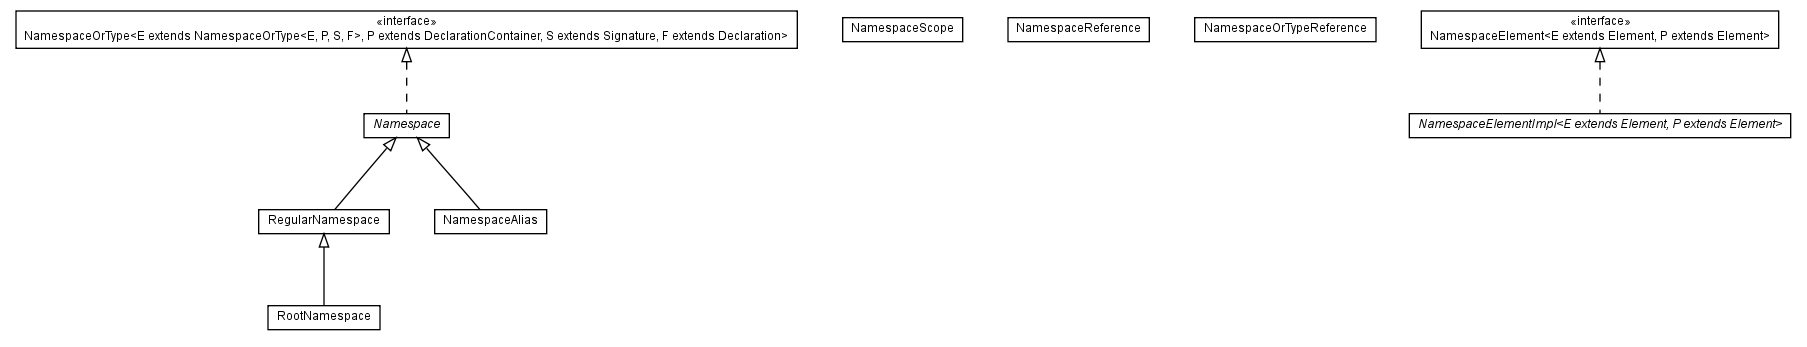 «interface»
NamespaceOrType<E extends NamespaceOrType<E, P, S, F>, P extends DeclarationContainer, S extends Signature, F extends Declaration>
NamespaceScope
NamespaceReference
NamespaceOrTypeReference
«interface»
NamespaceElement<E extends Element, P extends Element>
Namespace
NamespaceElementImpl<E extends Element, P extends Element>
RegularNamespace
NamespaceAlias
RootNamespace